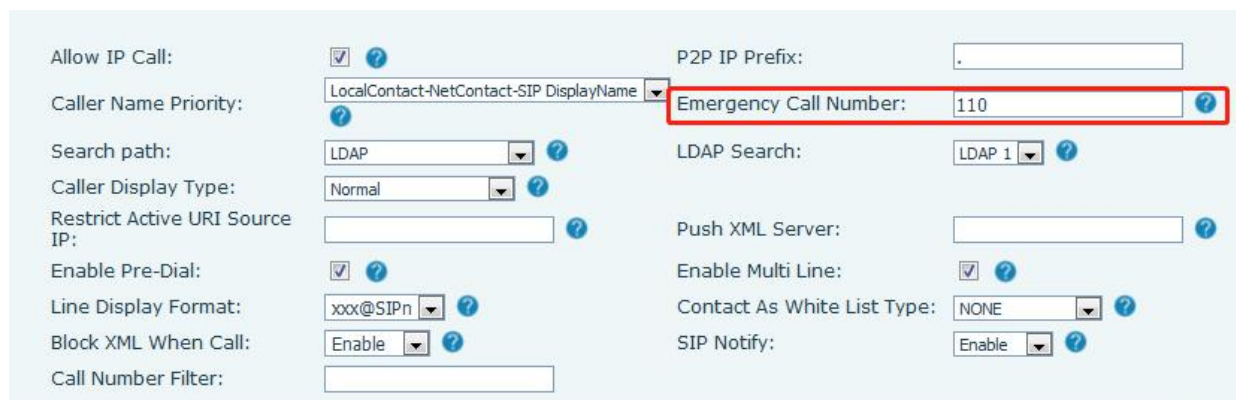 Allow IP Call: P2P IP Prefix: .
Caller Name Priority: LocalContact-NetContact-SIP DisplayName Emergency Call Number: 110
Search path: LDAP LDAP Search: LDAP 1
Caller Display Type: Normal
Restrict Active URI Source
IP: Push XML Server:
Enable Pre-Dial: Enable Multi Line:
Line Display Format: xxx@SIPn Contact As White List Type: NONE
Block XML When Call: Enable SIP Notify: Enable
Call Number Filter: